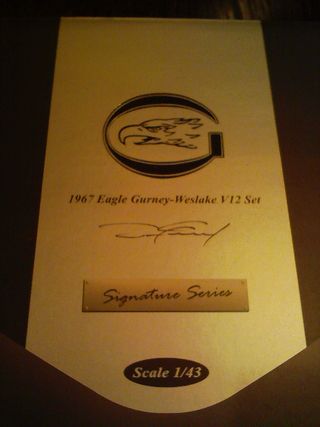 G
1967 Eagle Gurney-Weslake V12 Set
Signature Series
Scale 1/43